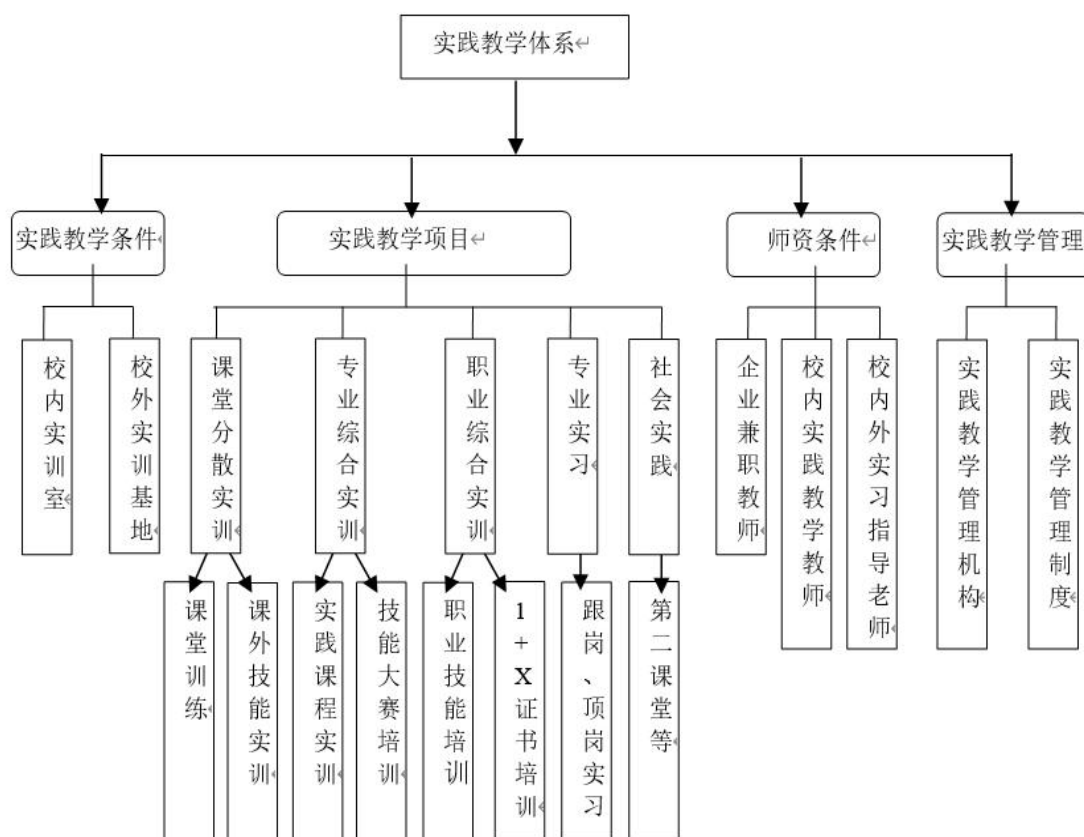 实践教学体系
实践教学条件
实践教学项目
师资条件
实践教学管理
校内实训室
校外实训基地
课堂分散实训
专业综合实训
职业综合实训
专业实习
社会实践
企业兼职教师
校内实践教学教师
校内外实习指导老师
实践教学管理机构
实践教学管理制度
课堂训练
课外技能实训
实践课程实训
技能大赛培训
职业技能培训
1+X证书培训
跟岗、顶岗实习
第二课堂等